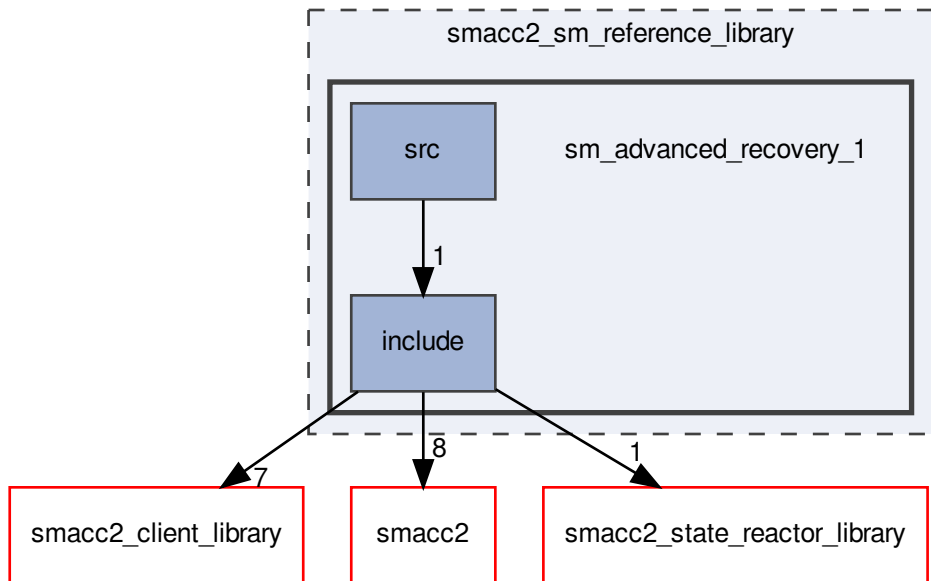 smacc2_sm_reference_library
src
sm_advanced_recovery_1
1
include
7
8
1
smacc2_client_library
smacc2
smacc2_state_reactor_library